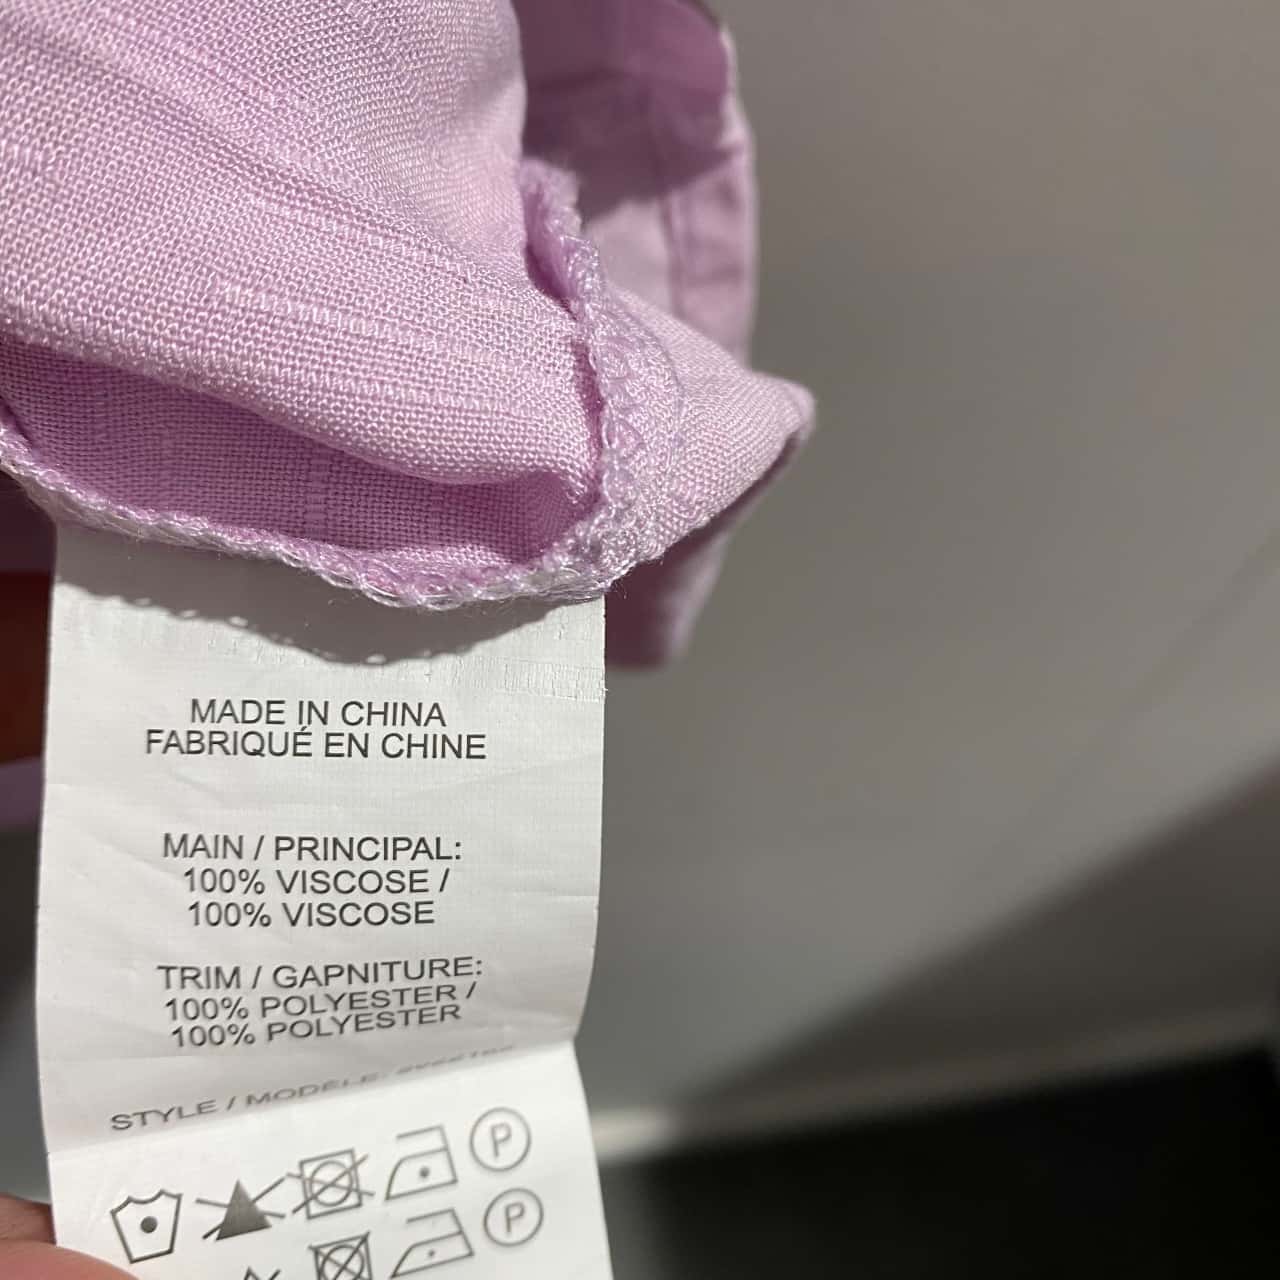 MADE IN CHINA
FABRIQUÉ EN CHINE
MAIN / PRINCIPAL:
100% VISCOSE /
100% VISCOSE
TRIM / GAPNITURE:
100% POLYESTER /
100% POLYESTER
STYLE / MODÈLE:
P
P